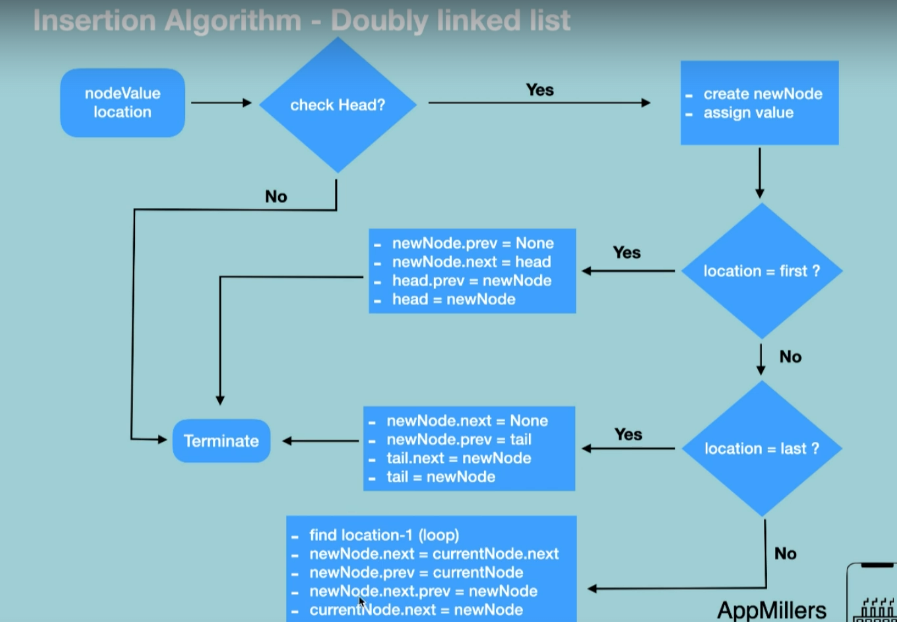 Insertion Algorithm - Doubly linked list
nodeValue
location
check Head?
Yes
- create newNode
- assign value
No
- newNode.prev = None
- newNode.next = head
- head.prev = newNode
- head = newNode
Yes
location = first ?
No
Terminate
- newNode.next = None
- newNode.prev = tail
- tail.next = newNode
- tail = newNode
Yes
location = last ?
- find location-1 (loop)
- newNode.next = currentNode.next
- newNode.prev = currentNode
- newNode.next.prev = newNode
- currentNode.next = newNode
No
AppMillers